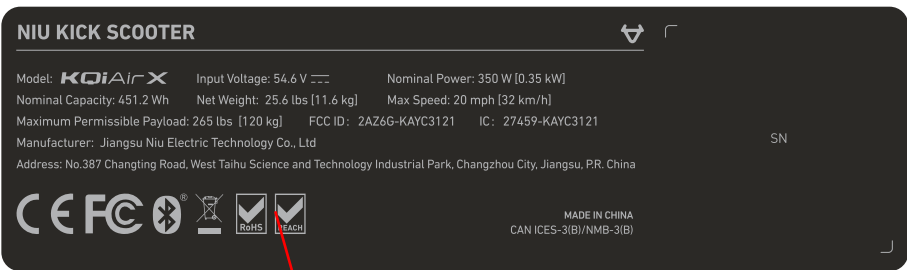 NIU KICK SCOOTER
Model: KQiAir X Input Voltage: 54.6 V Nominal Power: 350 W [0.35 kW]
Nominal Capacity: 451.2 Wh Net Weight: 25.6 lbs [11.6 kg] Max Speed: 20 mph [32 km/h]
Maximum Permissible Payload: 265 lbs [120 kg] FCC ID: 2AZ6G-KAYC3121 IC: 27459-KAYC3121
Manufacturer: Jiangsu Niu Electric Technology Co., Ltd
Address: No.387 Changting Road, West Taihu Science and Technology Industrial Park, Changzhou City, Jiangsu, P.R. China
SN
CE FC ® RoHS REACH
MADE IN CHINA
CAN ICES-3(B)/NMB-3(B)